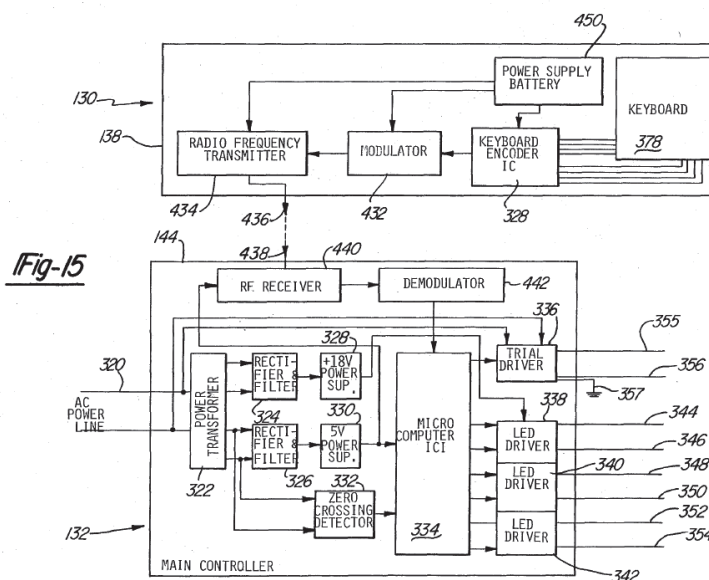 450
POWER SUPPLY
BATTERY
KEYBOARD
378
130
138
RADIO FREQUENCY
TRANSMITTER
MODULATOR
KEYBOARD
ENCODER
IC
434
436
432
328
Fig-15
144
438
440
RF RECEIVER
DEMODULATOR
442
336
355
328
320
RECTI-
FIER &
FILTER
+18V
POWER
SUP.
TRIAL
DRIVER
356
357
AC
POWER
LINE
POWER
TRANSFORMER
324
330
338
344
RECTI-
FIER &
FILTER
5V
POWER
SUP.
MICRO
COMPUTER
ICI
LED
DRIVER
346
322
326
332
LED
DRIVER
340
348
350
ZERO
CROSSING
DETECTOR
352
132
334
LED
DRIVER
354
MAIN CONTROLLER
342